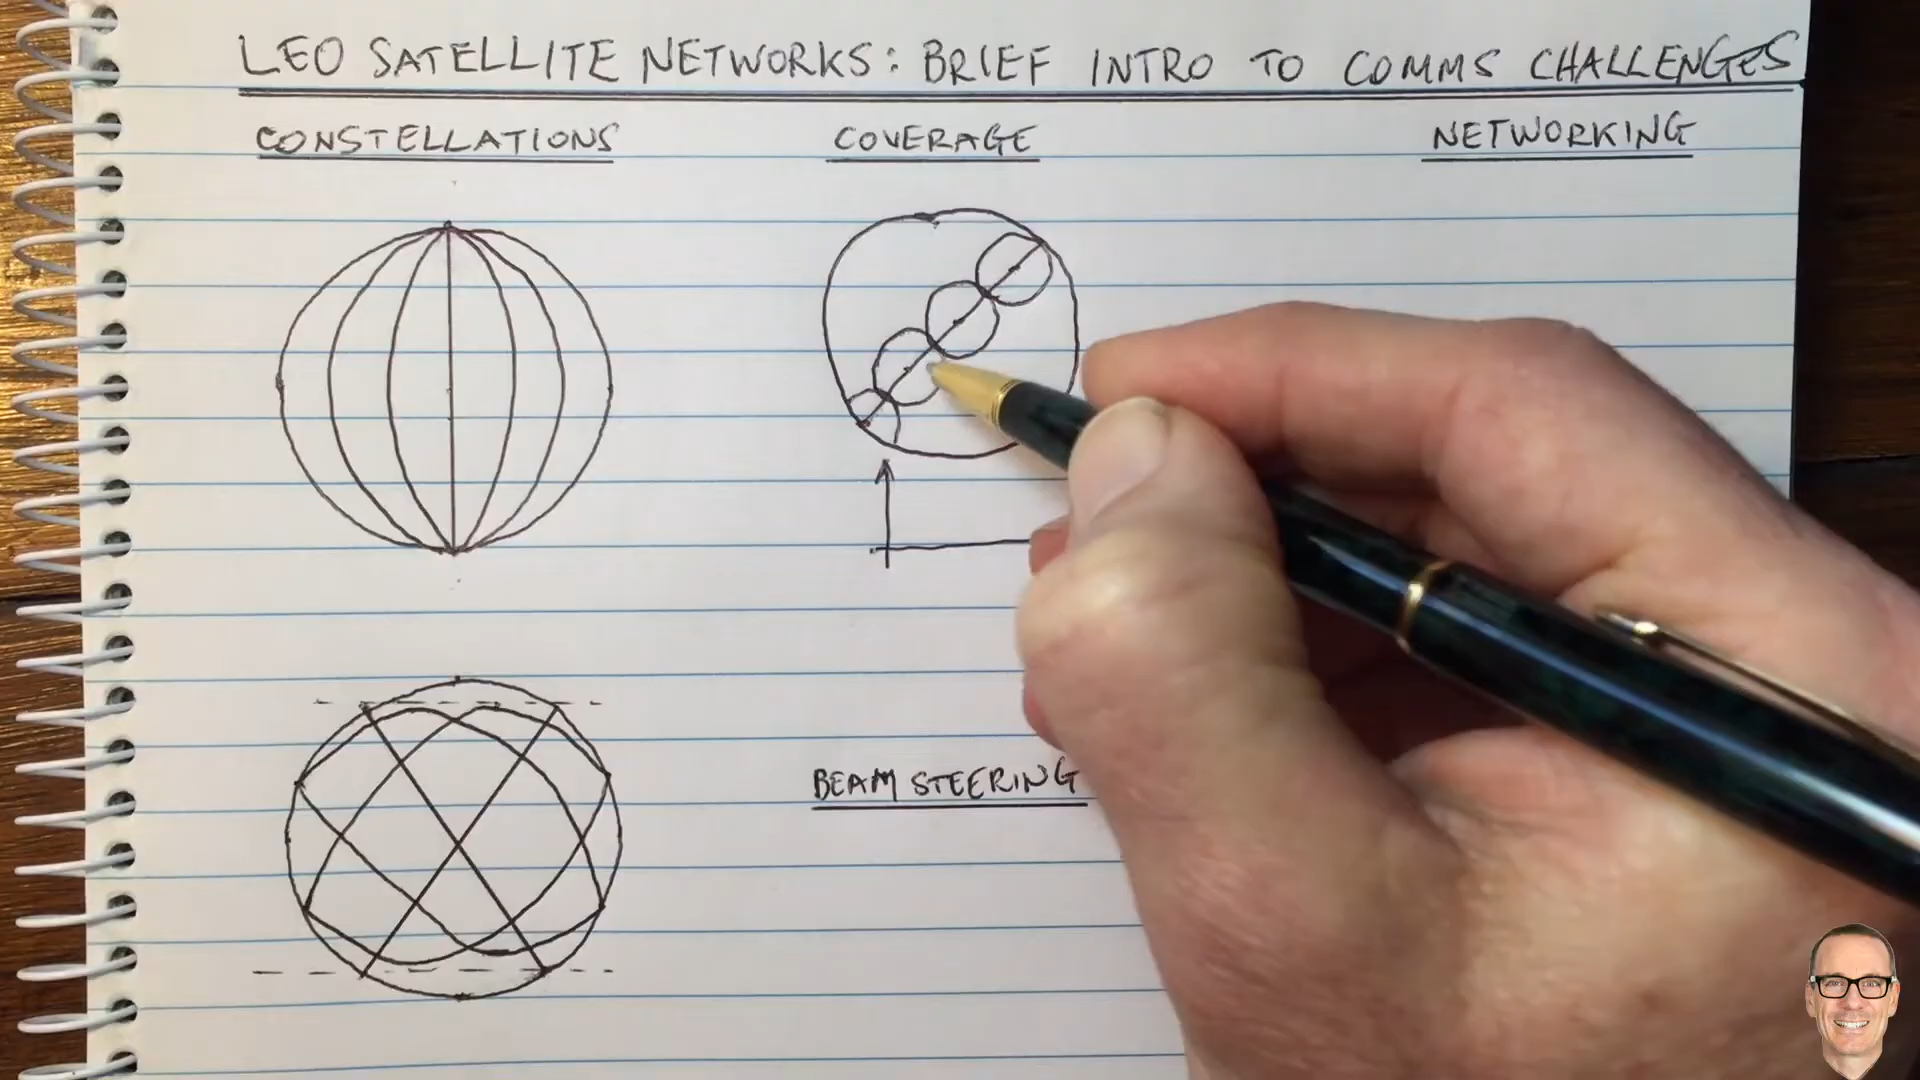 LEO SATELLITE NETWORKS: BRIEF INTRO TO COMMS CHALLENGES
CONSTELLATIONS
COVERAGE
NETWORKING
BEAM STEERING